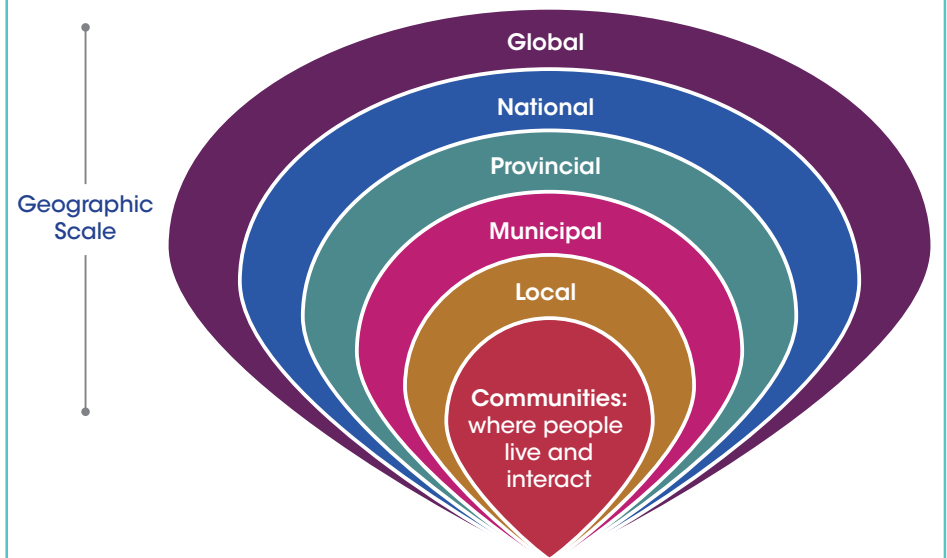 Global
National
Provincial
Geographic
Scale
Municipal
Local
Communities:
where people
live and
interact